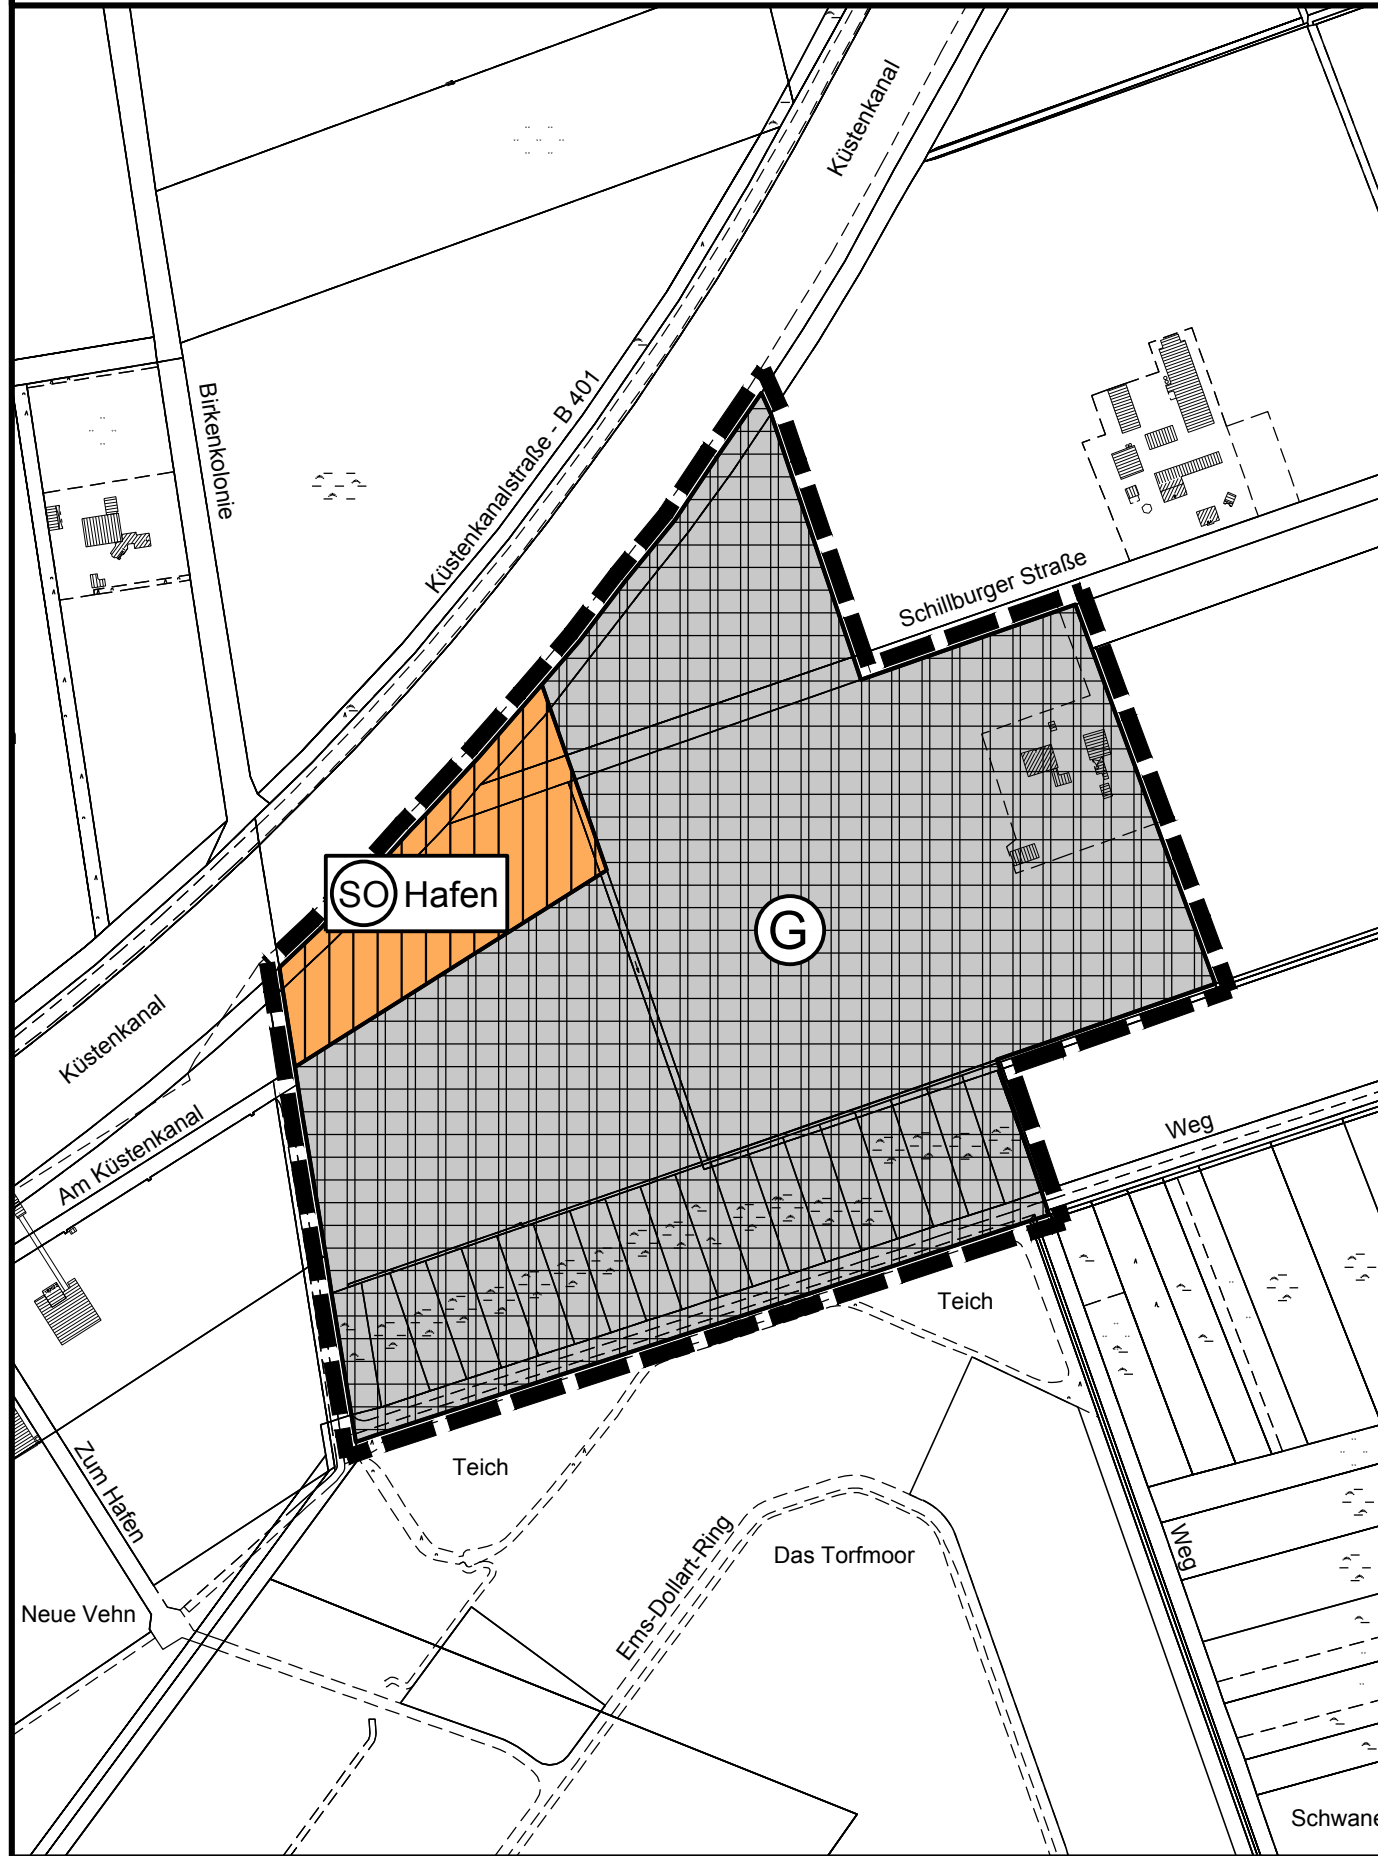 Küstenkanal
Birkenkolonie
Küstenkanalstraße - B 401
Schillburger Straße
SO Hafen
G
Küstenkanal
Am Küstenkanal
Weg
Teich
Teich
Zum Hafen
Ems-Dollart-Ring
Das Torfmoor
Weg
Neue Vehn
Schwane